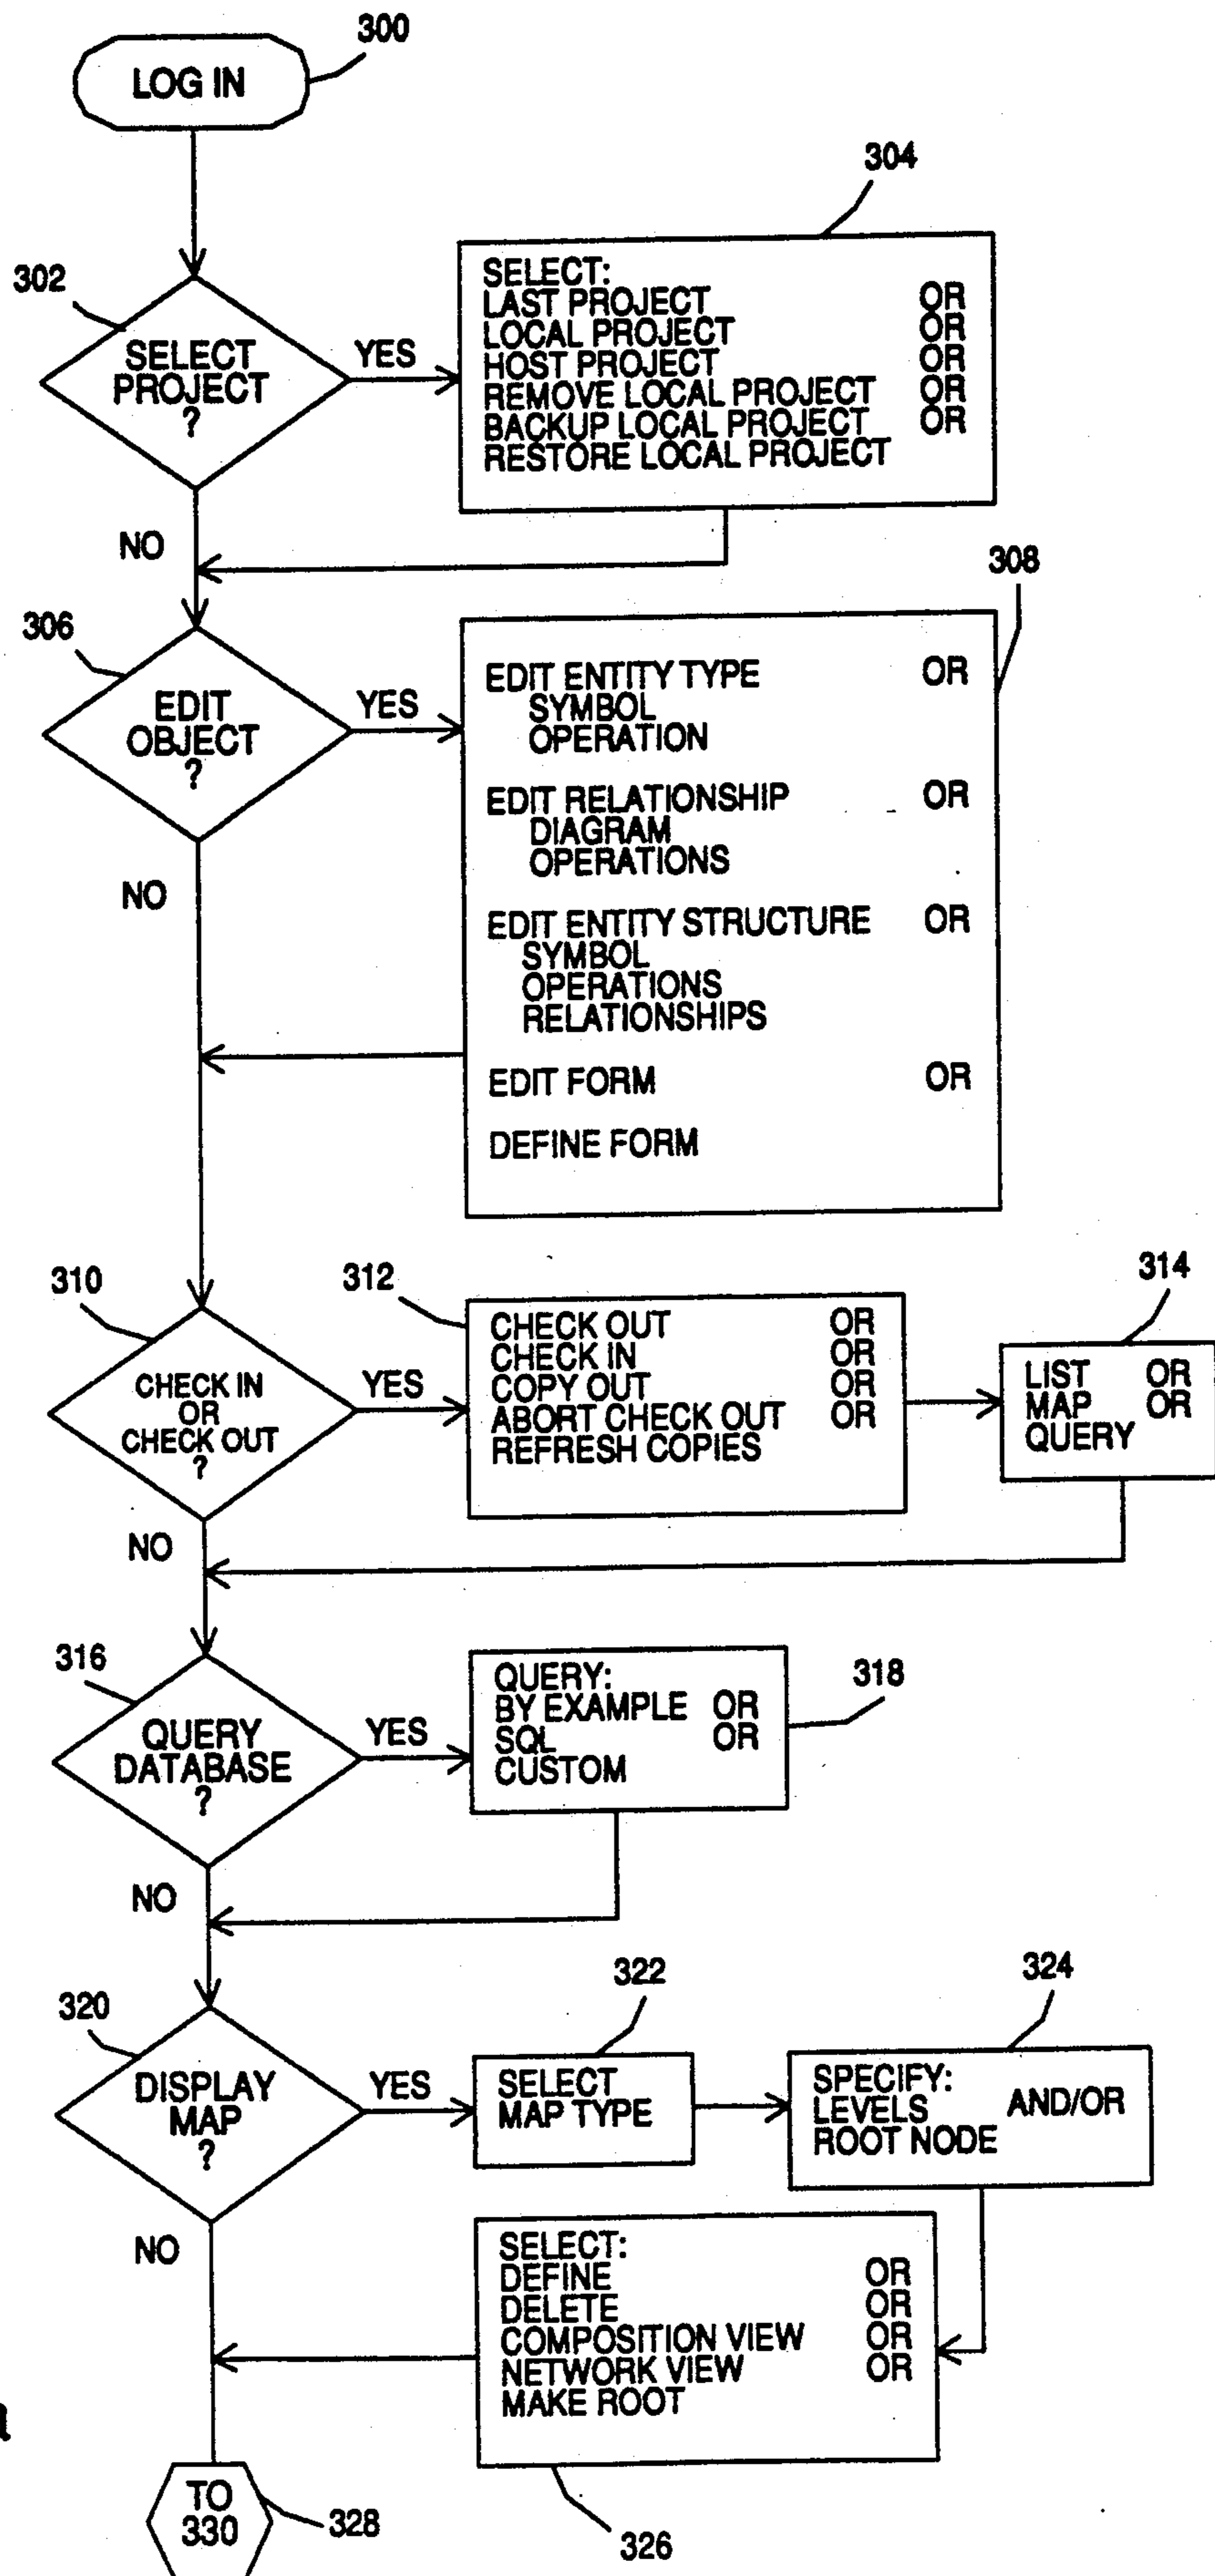 300
LOG IN
304
302
SELECT PROJECT ?
YES
NO
SELECT:
LAST PROJECT OR
LOCAL PROJECT OR
HOST PROJECT OR
REMOVE LOCAL PROJECT OR
BACKUP LOCAL PROJECT OR
RESTORE LOCAL PROJECT
308
306
EDIT
OBJECT
?
YES
NO
EDIT ENTITY TYPE OR
SYMBOL
OPERATION
EDIT RELATIONSHIP OR
DIAGRAM
OPERATIONS
EDIT ENTITY STRUCTURE OR
SYMBOL
OPERATIONS
RELATIONSHIPS
EDIT FORM OR
DEFINE FORM
310
CHECK IN
OR
CHECK OUT
?
YES
NO
312
CHECK OUT OR
CHECK IN OR
COPY OUT OR
ABORT CHECK OUT OR
REFRESH COPIES
314
LIST OR
MAP OR
QUERY
316
QUERY
DATABASE
?
YES
NO
QUERY:
BY EXAMPLE OR
SQL OR
CUSTOM
318
320
DISPLAY
MAP
?
YES
NO
322
SELECT
MAP TYPE
324
SPECIFY:
LEVELS AND/OR
ROOT NODE
SELECT:
DEFINE OR
DELETE OR
COMPOSITION VIEW OR
NETWORK VIEW OR
MAKE ROOT
326
TO
330
328